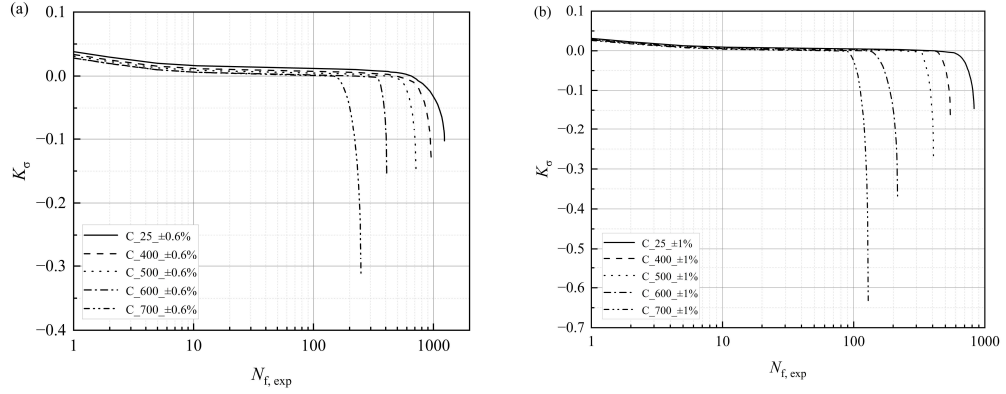 (a)
0.1
0.0
−0.1
−0.2
−0.3
−0.4
Kσ
C_25_±0.6%
C_400_±0.6%
C_500_±0.6%
C_600_±0.6%
C_700_±0.6%
1 10 100 1000
Nf, exp
(b)
0.1
0.0
−0.1
−0.2
−0.3
−0.4
−0.5
−0.6
−0.7
Kσ
C_25_±1%
C_400_±1%
C_500_±1%
C_600_±1%
C_700_±1%
1 10 100 1000
Nf, exp